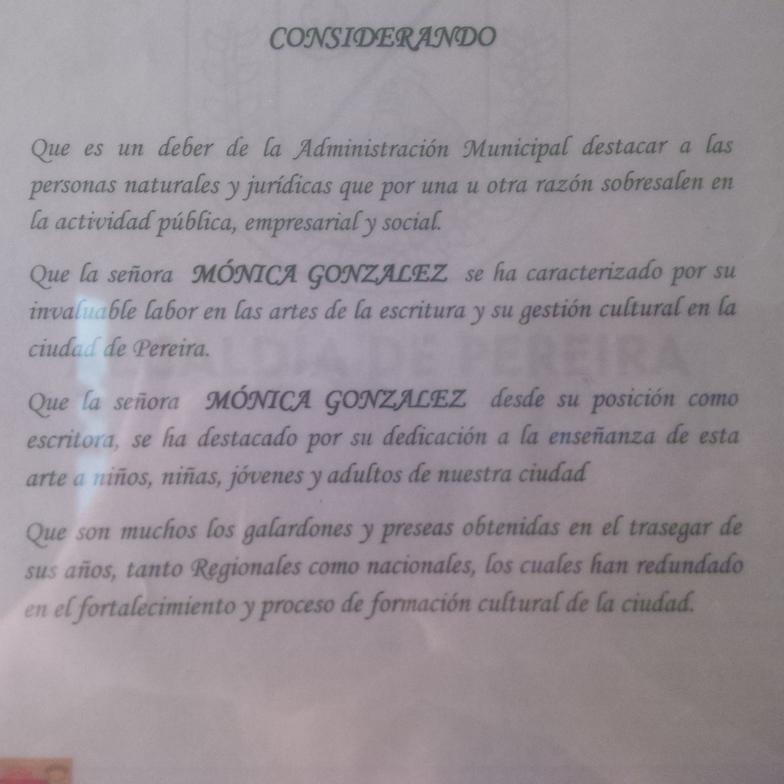 CONSIDERANDO
Que es un deber de la Administración Municipal destacar a las
personas naturales y jurídicas que por una u otra razón sobresalen en
la actividad pública, empresarial y social.
Que la señora MÓNICA GONZALEZ se ha caracterizado por su
invaluable labor en las artes de la escritura y su gestión cultural en la
ciudad de Pereira.
ALCALDÍA DE PEREIRA
Que la señora MÓNICA GONZALEZ desde su posición como
escritora, se ha destacado por su dedicación a la enseñanza de esta
arte a niños, niñas, jóvenes y adultos de nuestra ciudad
Que son muchos los galardones y preseas obtenidas en el trasegar de
sus años, tanto Regionales como nacionales, los cuales han redundado
en el fortalecimiento y proceso de formación cultural de la ciudad.